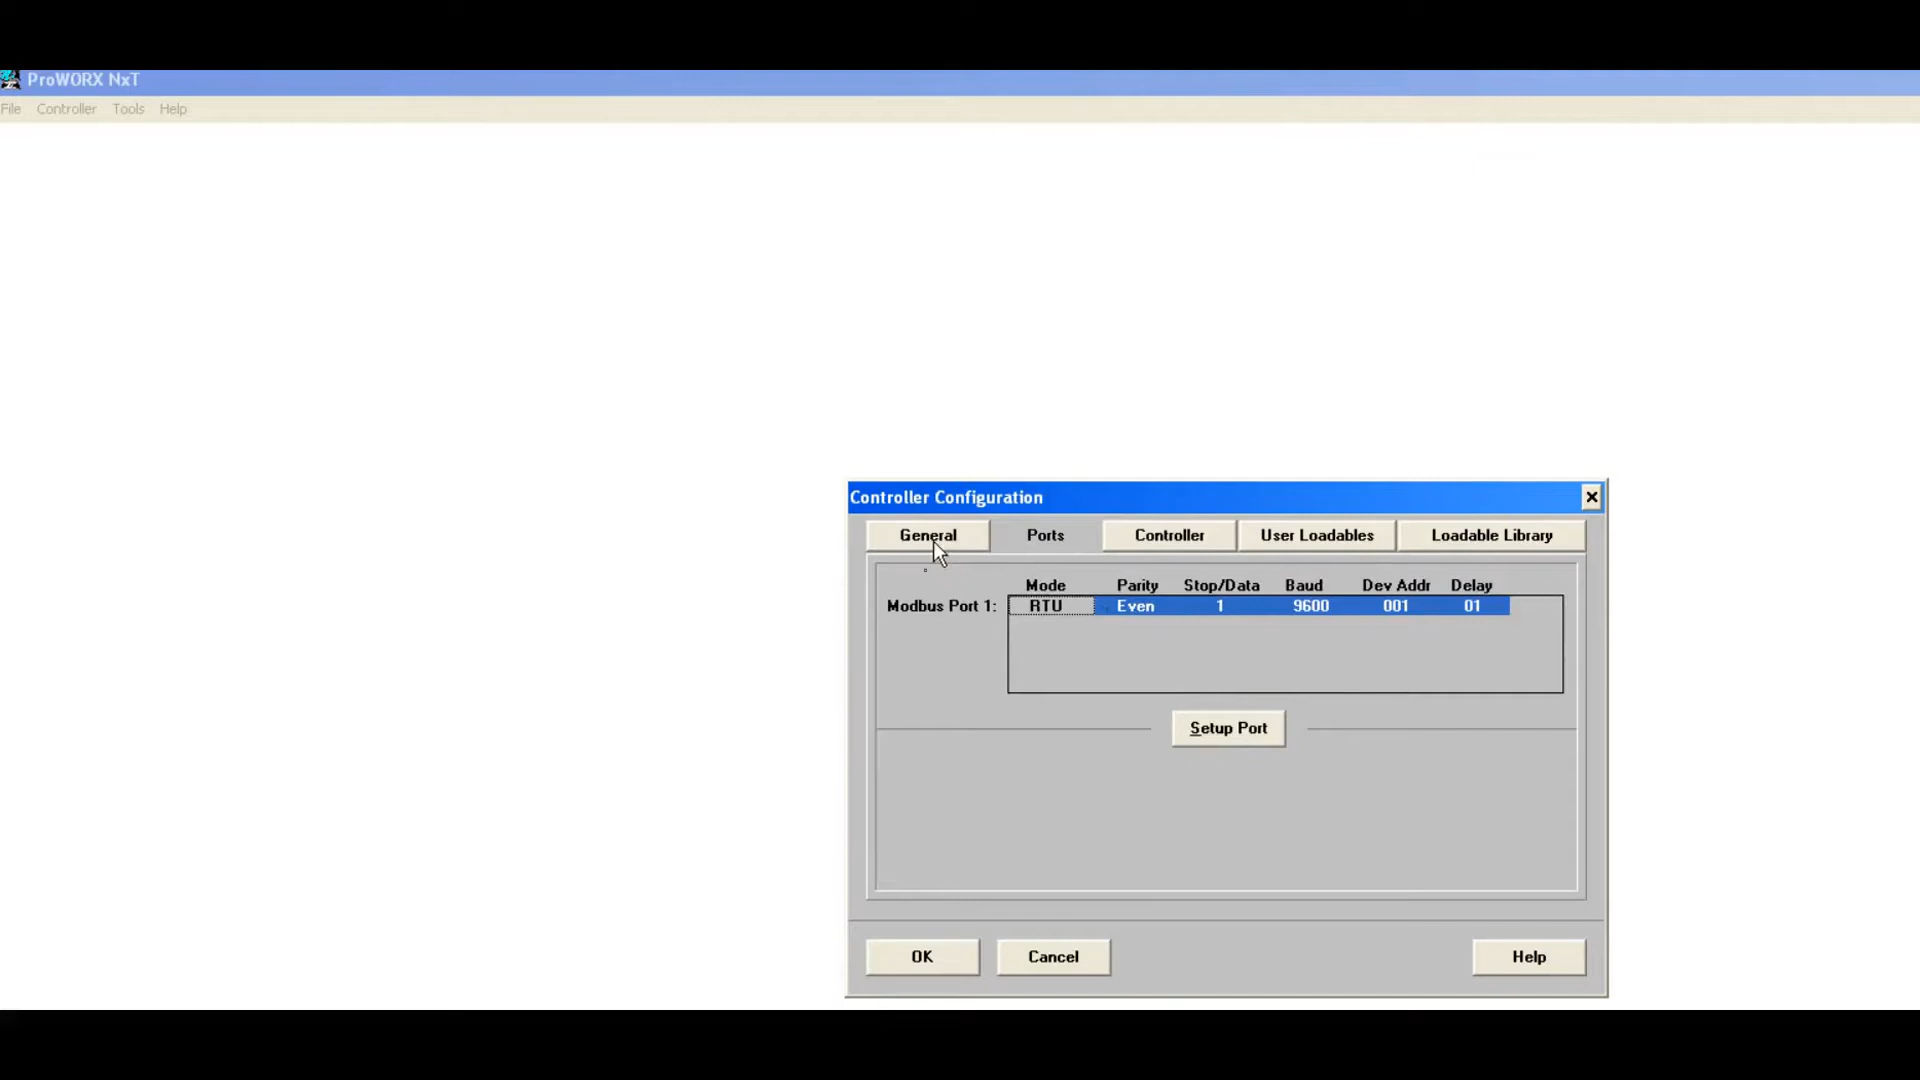 ProWORX NxT
File Controller Tools Help
Controller Configuration
General Ports Controller User Loadables Loadable Library
Mode Parity Stop/Data Baud Dev Addr Delay
Modbus Port 1: RTU Even 1 9600 001 01
Setup Port
OK Cancel Help